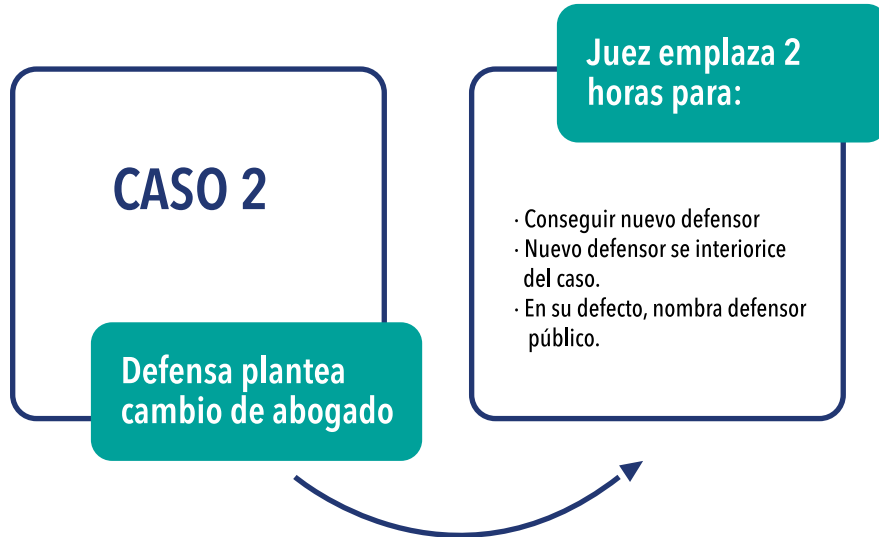 CASO 2
Defensa plantea
cambio de abogado
Juez emplaza 2
horas para:
· Conseguir nuevo defensor
· Nuevo defensor se interiorice
del caso.
· En su defecto, nombra defensor
público.